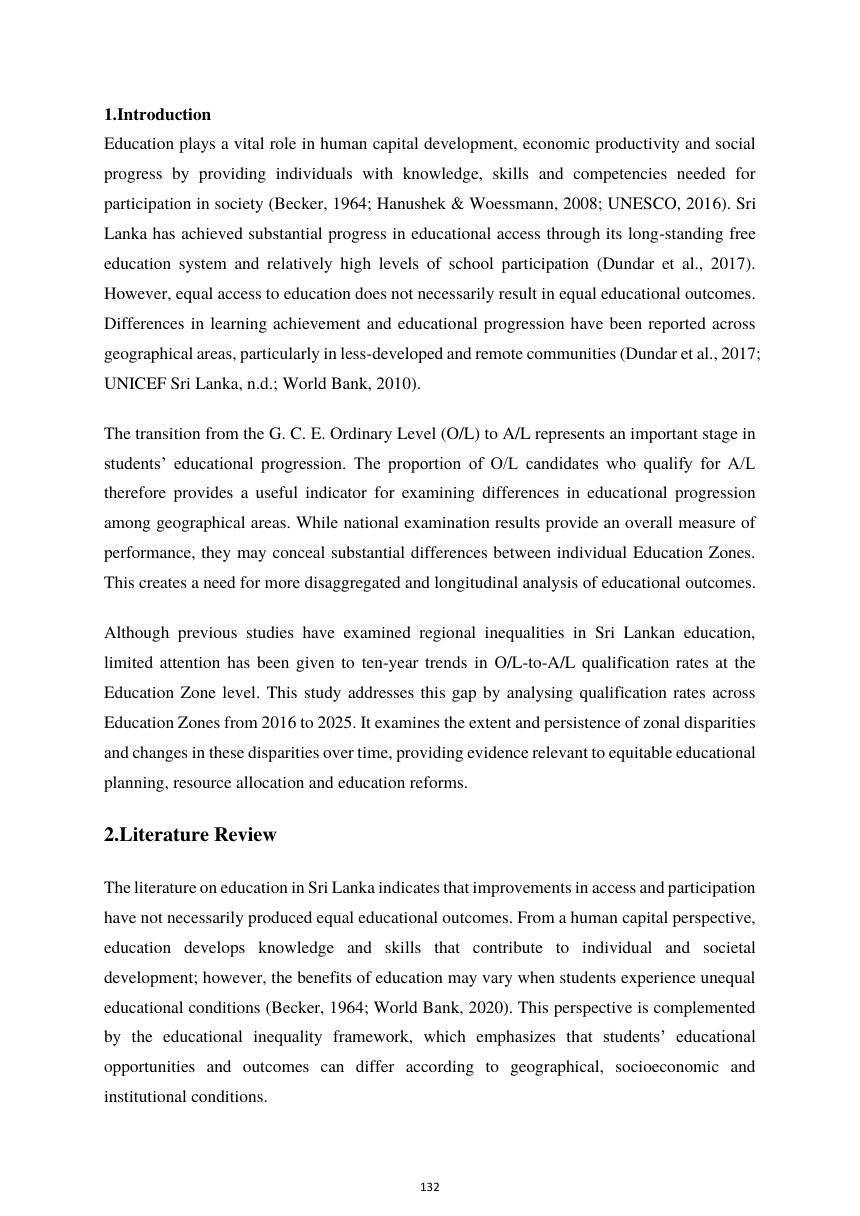 1.Introduction
Education plays a vital role in human capital development, economic productivity and social
progress by providing individuals with knowledge, skills and competencies needed for
participation in society (Becker, 1964; Hanushek & Woessmann, 2008; UNESCO, 2016). Sri
Lanka has achieved substantial progress in educational access through its long-standing free
education system and relatively high levels of school participation (Dundar et al., 2017).
However, equal access to education does not necessarily result in equal educational outcomes.
Differences in learning achievement and educational progression have been reported across
geographical areas, particularly in less-developed and remote communities (Dundar et al., 2017;
UNICEF Sri Lanka, n.d.; World Bank, 2010).
The transition from the G. C. E. Ordinary Level (O/L) to A/L represents an important stage in
students’ educational progression. The proportion of O/L candidates who qualify for A/L
therefore provides a useful indicator for examining differences in educational progression
among geographical areas. While national examination results provide an overall measure of
performance, they may conceal substantial differences between individual Education Zones.
This creates a need for more disaggregated and longitudinal analysis of educational outcomes.
Although previous studies have examined regional inequalities in Sri Lankan education,
limited attention has been given to ten-year trends in O/L-to-A/L qualification rates at the
Education Zone level. This study addresses this gap by analysing qualification rates across
Education Zones from 2016 to 2025. It examines the extent and persistence of zonal disparities
and changes in these disparities over time, providing evidence relevant to equitable educational
planning, resource allocation and education reforms.
2.Literature Review
The literature on education in Sri Lanka indicates that improvements in access and participation
have not necessarily produced equal educational outcomes. From a human capital perspective,
education develops knowledge and skills that contribute to individual and societal
development; however, the benefits of education may vary when students experience unequal
educational conditions (Becker, 1964; World Bank, 2020). This perspective is complemented
by the educational inequality framework, which emphasizes that students’ educational
opportunities and outcomes can differ according to geographical, socioeconomic and
institutional conditions.
132